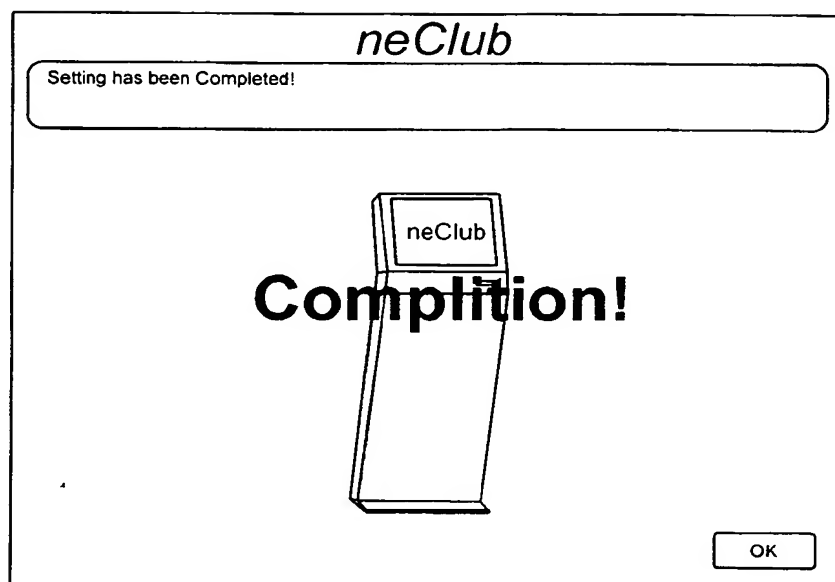 neClub
Setting has been Completed!
neClub
Complition!
OK